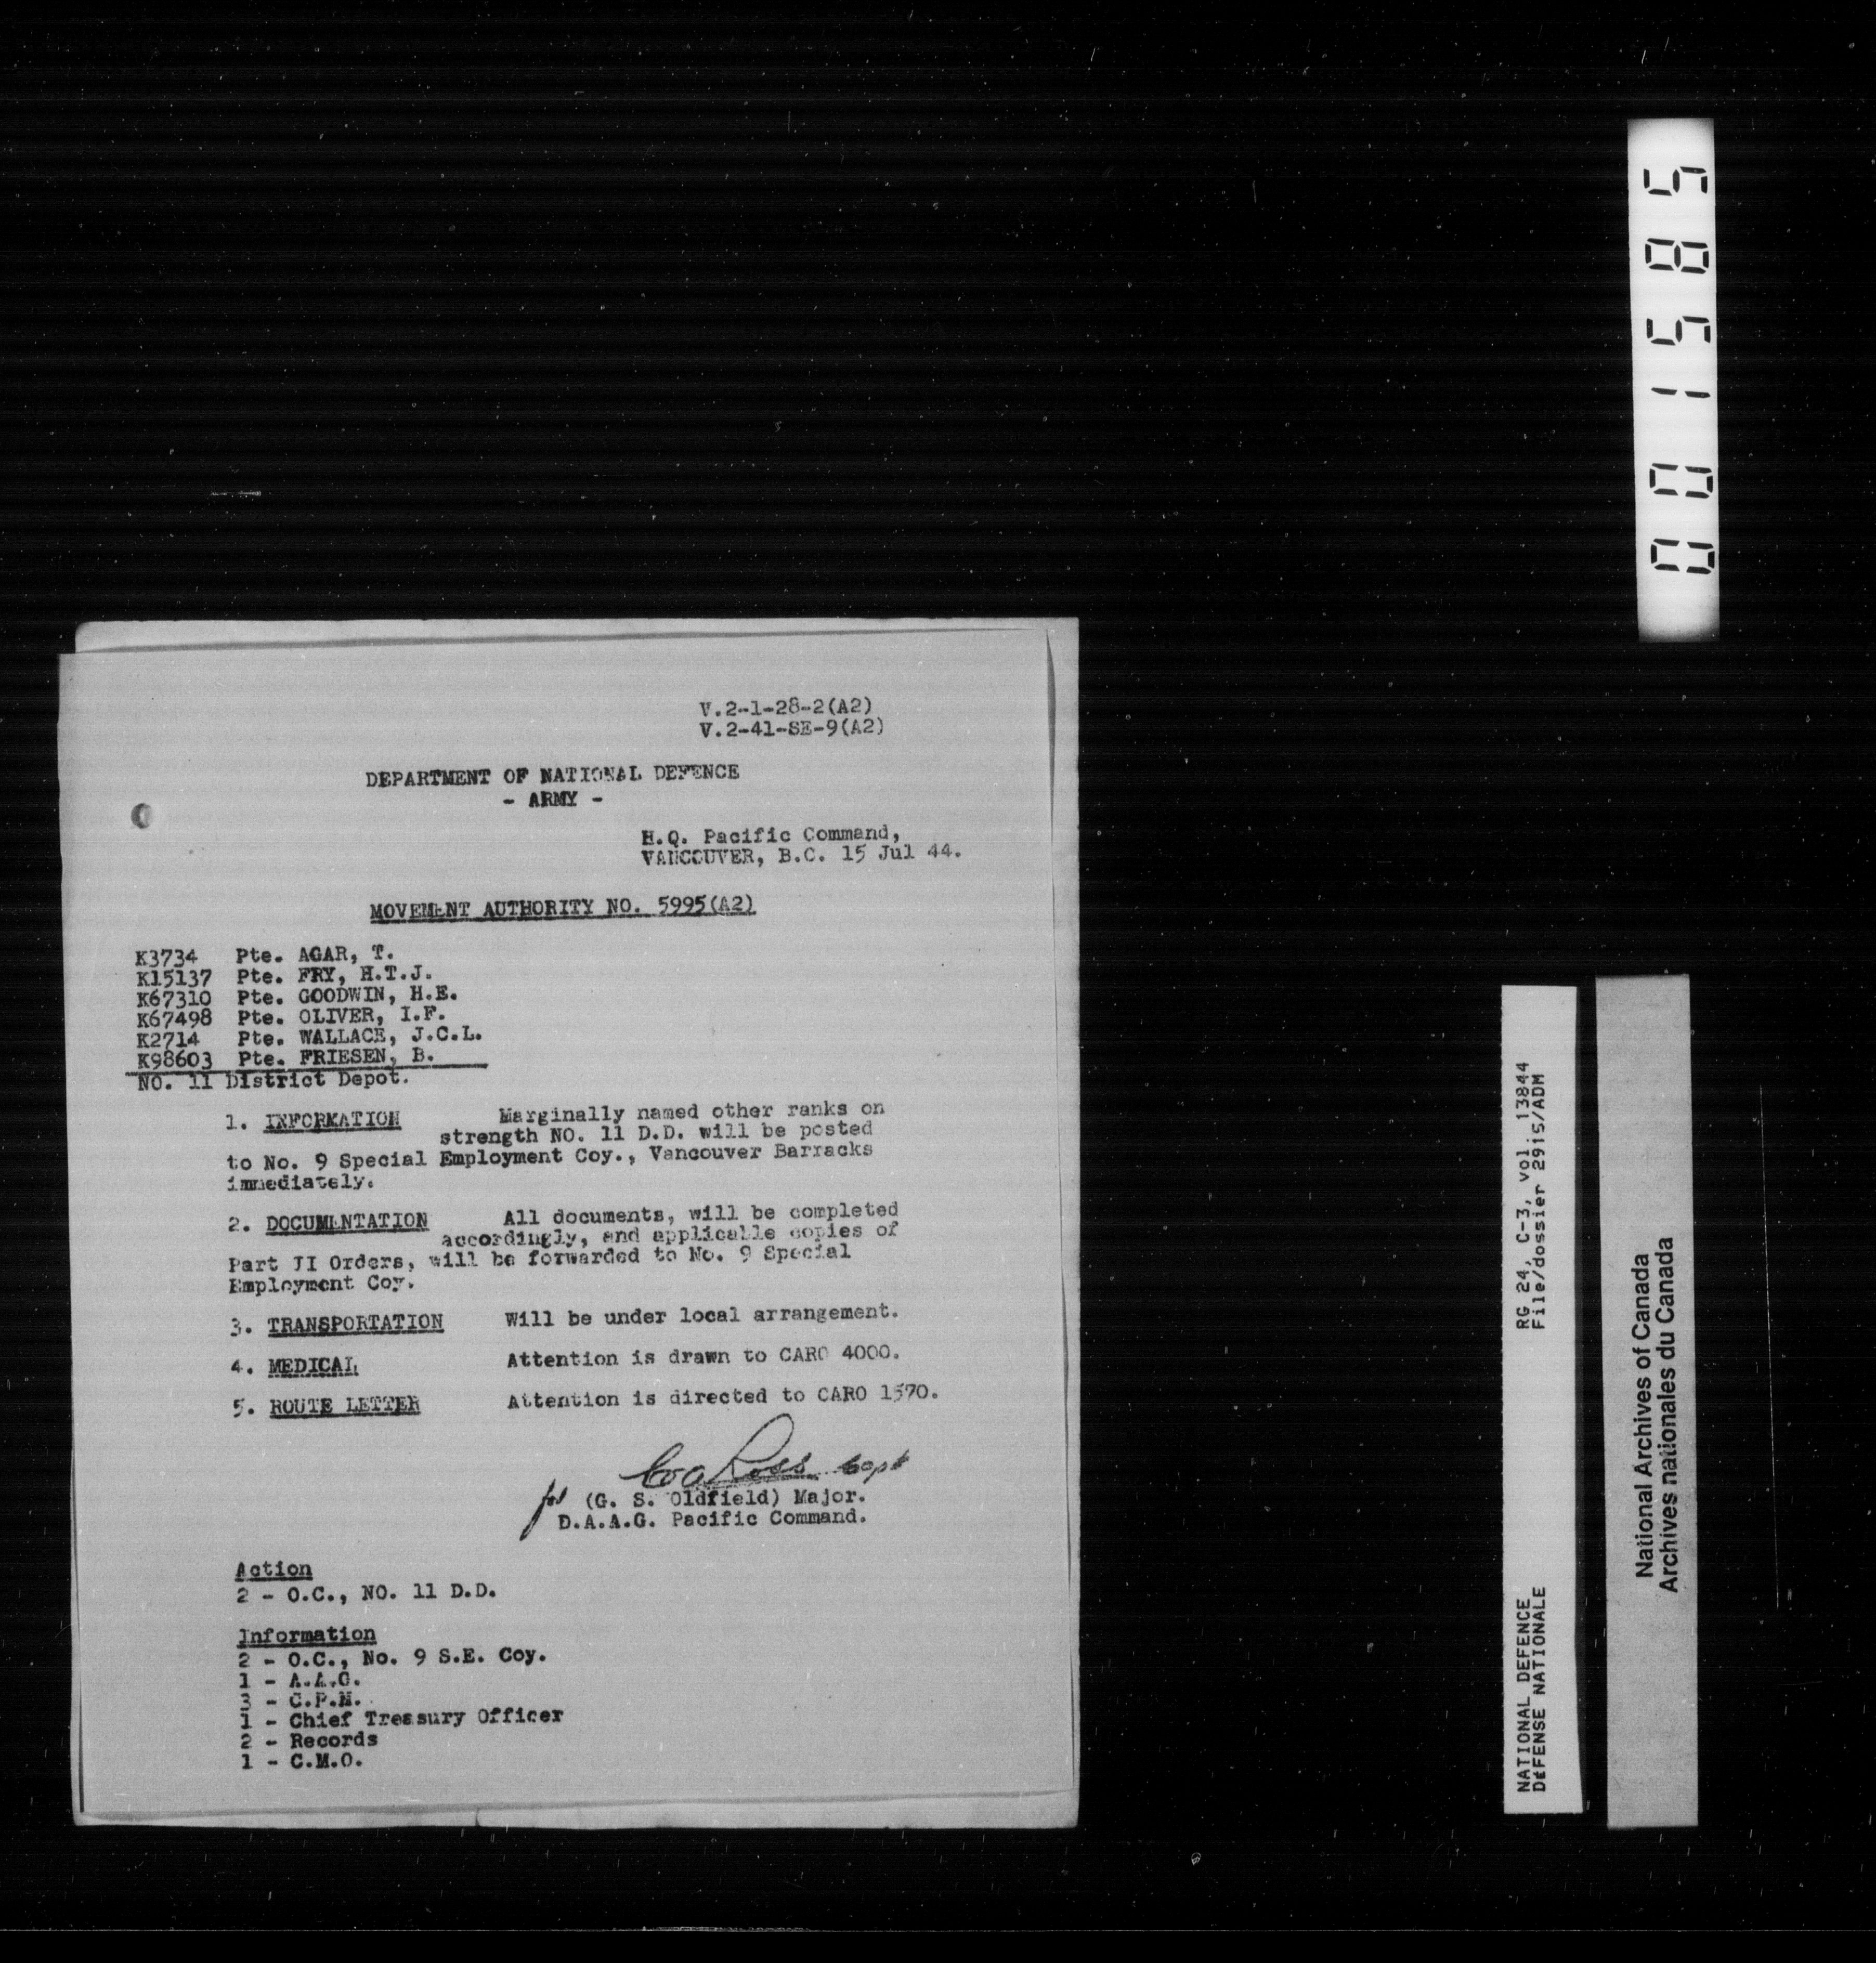 V.2-1-28-2(A2)
V.2-41-SE-9(A2)
DEPARTMENT OF NATIONAL DEFENCE
- ARMY -
H.Q. Pacific Command,
VANCOUVER, B.C. 15 Jul 44.
MOVEMENT AUTHORITY NO. 5995(A2)
K3734 Pte. AGAR, T.
K15137 Pte. FRY, H.T.J.
K67310 Pte. GOODWIN, H.E.
K67498 Pte. OLIVER, I.F.
K2714 Pte. WALLACE, J.C.L.
K98603 Pte. FRIESEN, B.
NO. 11 District Depot.
1. INFORMATION Marginally named other ranks on
strength NO. 11 D.D. will be posted
to No. 9 Special Employment Coy., Vancouver Barracks
immediately.
2. DOCUMENTATION All documents, will be completed
accordingly, and applicable copies of
Part II Orders, will be forwarded to No. 9 Special
Employment Coy.
3. TRANSPORTATION Will be under local arrangement.
4. MEDICAL Attention is drawn to CARO 4000.
5. ROUTE LETTER Attention is directed to CARO 1570.
Ross Capt
for (G. S. Oldfield) Major.
D.A.A.G. Pacific Command.
Action
2 - O.C., NO. 11 D.D.
Information
2 - O.C., No. 9 S.E. Coy.
1 - A.A.G.
3 - C.P.M.
1 - Chief Treasury Officer
2 - Records
1 - C.M.O.
001585
RG 24, C-3, vol. 13844
File/dossier 2915/ADM
NATIONAL DEFENCE
DÉFENSE NATIONALE
National Archives of Canada
Archives nationales du Canada